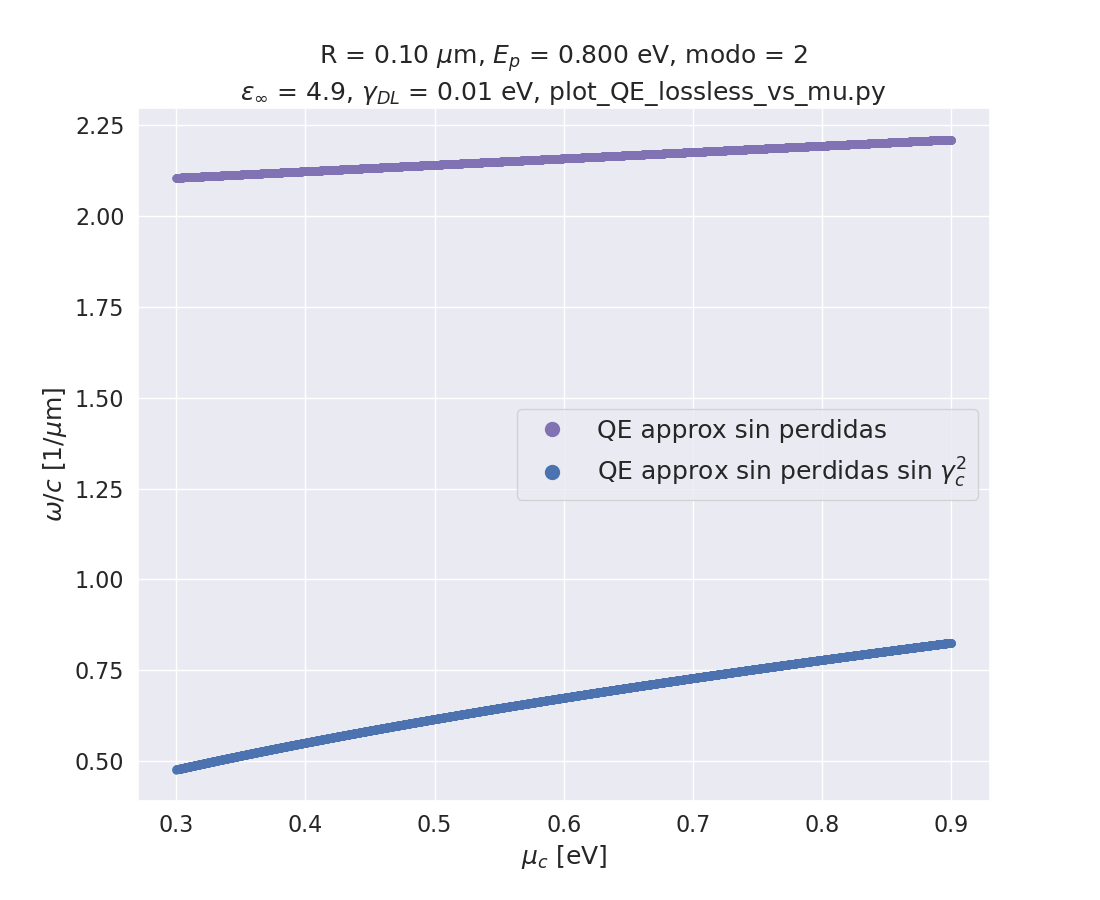 R = 0.10 μm, E_p = 0.800 eV, modo = 2
ε_∞ = 4.9, γ_DL = 0.01 eV, plot_QE_lossless_vs_mu.py
2.25
2.00
1.75
1.50
1.25
1.00
0.75
0.50
ω/c [1/μm]
QE approx sin perdidas
QE approx sin perdidas sin γ_c^2
0.3 0.4 0.5 0.6 0.7 0.8 0.9
μ_c [eV]